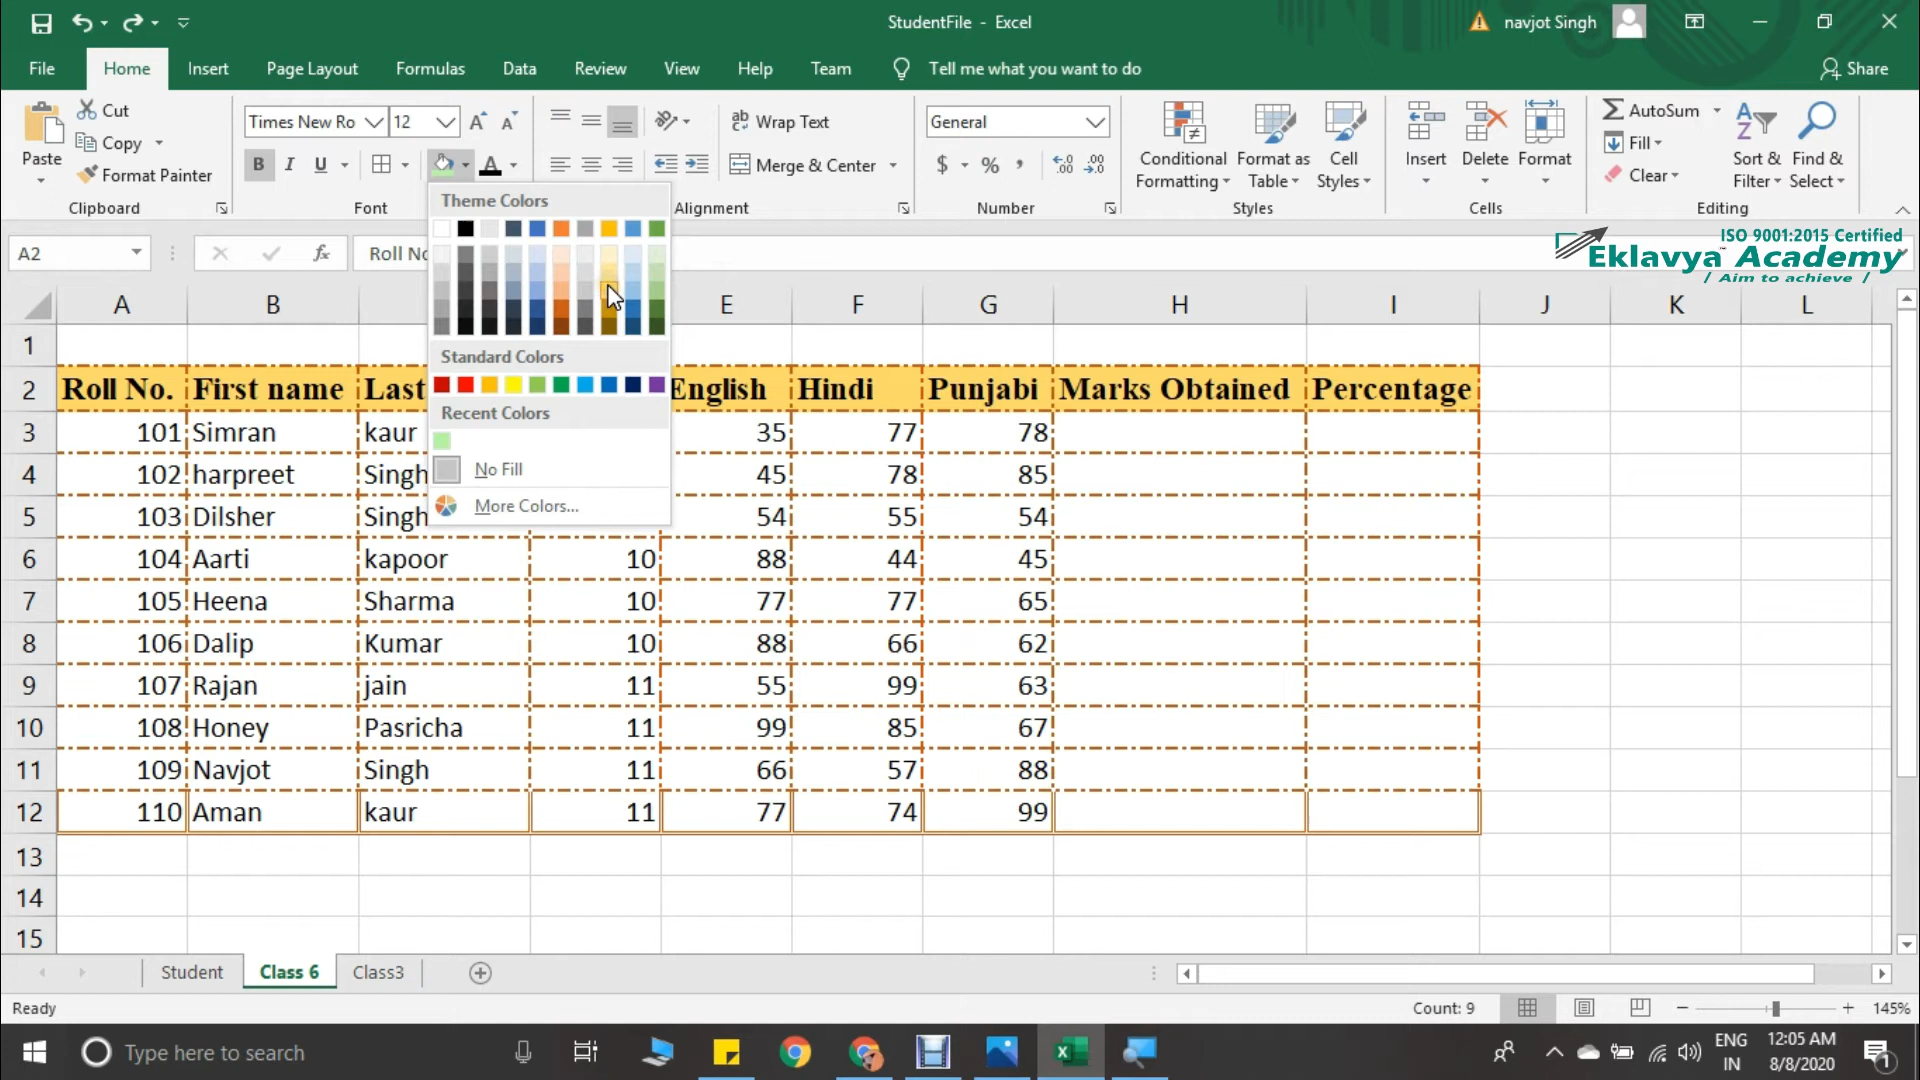 StudentFile - Excel
navjot Singh
File Home Insert Page Layout Formulas Data Review View Help Team Tell me what you want to do Share
Paste
Cut
Copy
Format Painter
Clipboard
Times New Ro 12
B I U A
Font
Wrap Text
Merge & Center
Alignment
General
$ % ,
Number
Conditional Formatting
Format as Table
Cell Styles
Styles
Insert Delete Format
Cells
AutoSum
Fill
Clear
Sort & Filter
Find & Select
Editing
ISO 9001:2015 Certified
Eklavya Academy
/ Aim to achieve /
A2 fx Roll No
Theme Colors
Standard Colors
Recent Colors
No Fill
More Colors...
A B E F G H I J K L
1
2 Roll No. First name Last English Hindi Punjabi Marks Obtained Percentage
3 101 Simran kaur 35 77 78
4 102 harpreet Singh 45 78 85
5 103 Dilsher Singh 54 55 54
6 104 Aarti kapoor 10 88 44 45
7 105 Heena Sharma 10 77 77 65
8 106 Dalip Kumar 10 88 66 62
9 107 Rajan jain 11 55 99 63
10 108 Honey Pasricha 11 99 85 67
11 109 Navjot Singh 11 66 57 88
12 110 Aman kaur 11 77 74 99
13
14
15
Student Class 6 Class3
Ready Count: 9 145%
Type here to search
ENG
IN
12:05 AM
8/8/2020
1